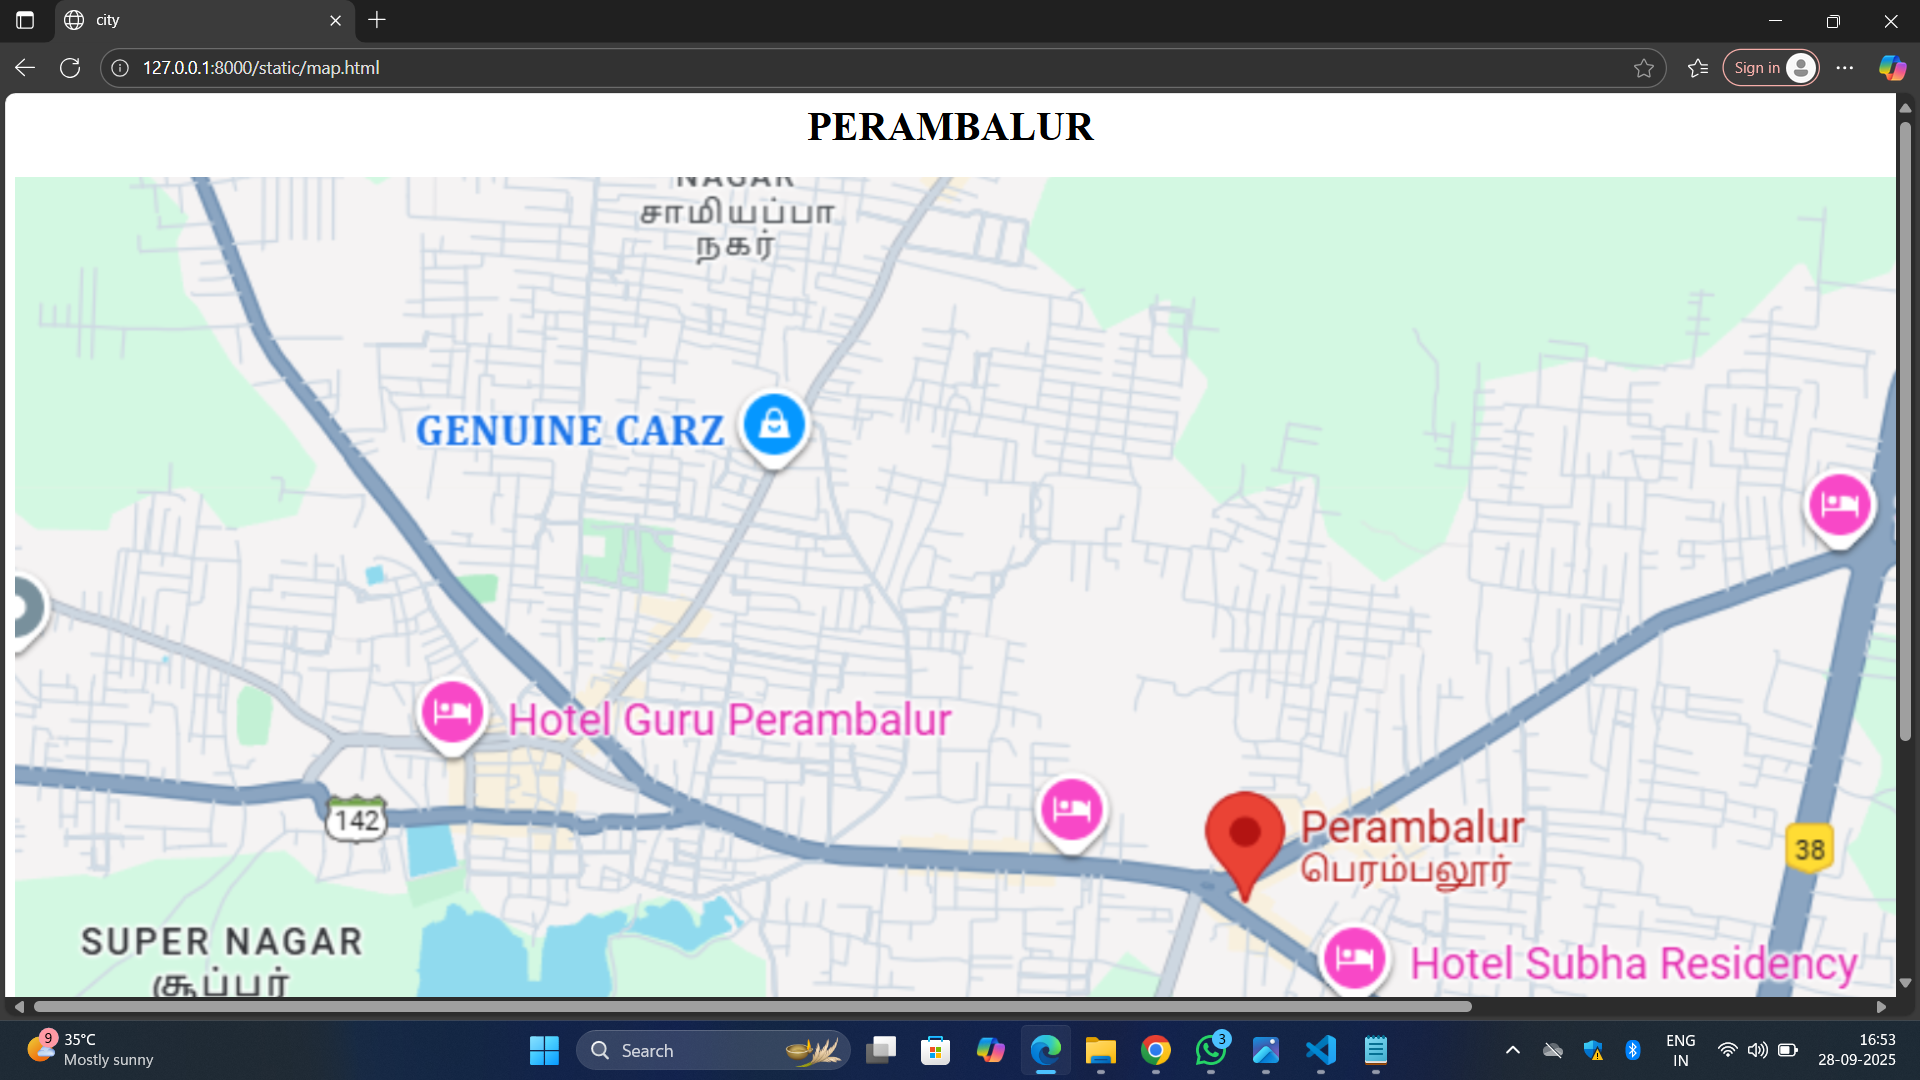 city
127.0.0.1:8000/static/map.html
Sign in
PERAMBALUR
NAGAR
சாமியப்பா
நகர்
GENUINE CARZ
Hotel Guru Perambalur
142
Perambalur
பெரம்பலூர்
38
SUPER NAGAR
சூப்பர்
Hotel Subha Residency
9
35°C
Mostly sunny
Search
3
ENG
IN
16:53
28-09-2025